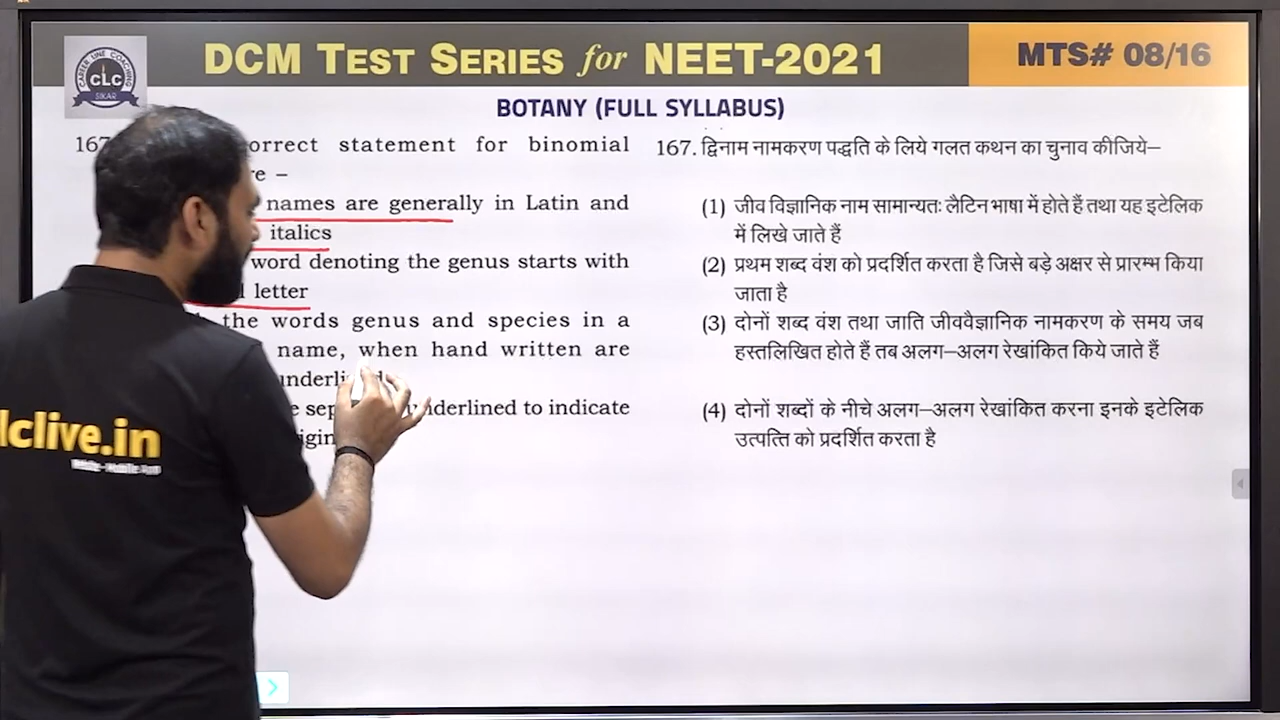 CAREER LINE COACHING
CLC
SIKAR
DCM TEST SERIES for NEET-2021
MTS# 08/16
BOTANY (FULL SYLLABUS)
167
orrect statement for binomial
re –
names are generally in Latin and
italics
word denoting the genus starts with
l letter
the words genus and species in a
name, when hand written are
underli
e sep nderlined to indicate
igin
167. द्विनाम नामकरण पद्धति के लिये गलत कथन का चुनाव कीजिये–
(1) जीव विज्ञानिक नाम सामान्यत: लैटिन भाषा में होते हैं तथा यह इटेलिक
में लिखे जाते हैं
(2) प्रथम शब्द वंश को प्रदर्शित करता है जिसे बड़े अक्षर से प्रारम्भ किया
जाता है
(3) दोनों शब्द वंश तथा जाति जीववैज्ञानिक नामकरण के समय जब
हस्तलिखित होते हैं तब अलग–अलग रेखांकित किये जाते हैं
(4) दोनों शब्दों के नीचे अलग–अलग रेखांकित करना इनके इटेलिक
उत्पत्ति को प्रदर्शित करता है
lclive.in